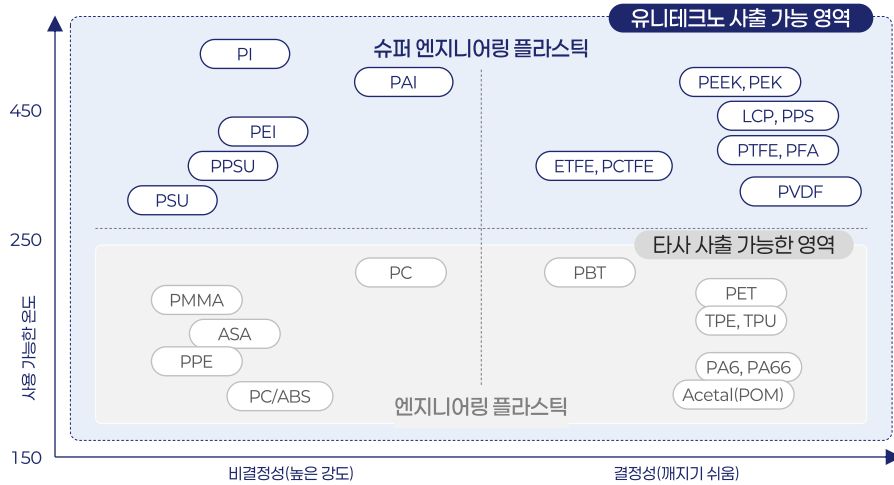 유니테크노 사출 가능 영역
슈퍼 엔지니어링 플라스틱
PI
PAI
PEEK, PEK
450
LCP, PPS
PEI
PTFE, PFA
PPSU
ETFE, PCTFE
PSU
PVDF
250
타사 사출 가능한 영역
PC
PBT
PMMA
PET
ASA
TPE, TPU
PPE
PA6, PA66
PC/ABS
Acetal(POM)
엔지니어링 플라스틱
사용 가능한 온도
150
비결정성(높은 강도)
결정성(깨지기 쉬움)